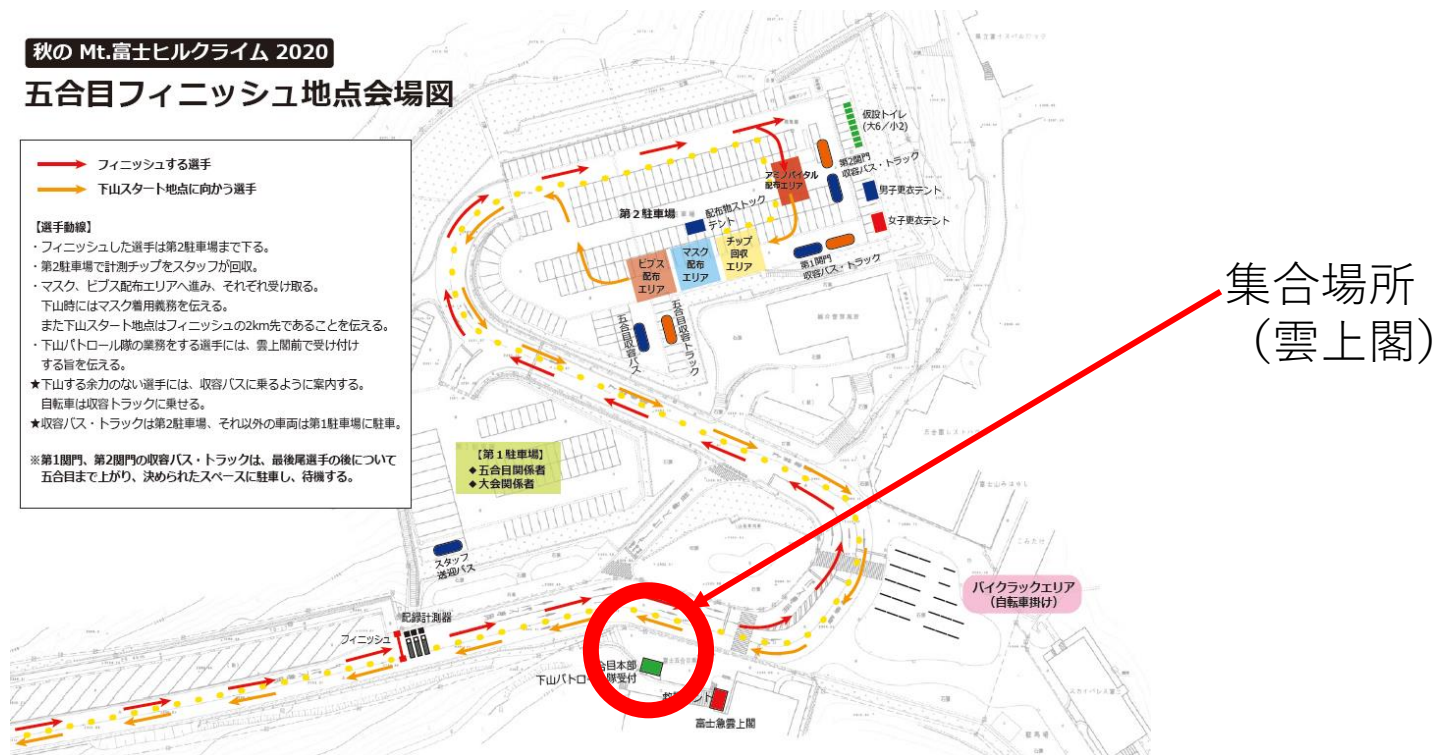 秋の Mt.富士ヒルクライム 2020
五合目フィニッシュ地点会場図
フィニッシュする選手
下山スタート地点に向かう選手
【選手動線】
・フィニッシュした選手は第2駐車場まで下る。
・第2駐車場で計測チップをスタッフが回収。
・マスク、ビブス配布エリアへ進み、それぞれ受け取る。
下山時にはマスク着用義務を伝える。
また下山スタート地点はフィニッシュの2km先であることを伝える。
・下山パトロール隊の業務をする選手には、雲上閣前で受け付け
する旨を伝える。
★下山する余力のない選手には、収容バスに乗るように案内する。
自転車は収容トラックに乗せる。
★収容バス・トラックは第2駐車場、それ以外の車両は第1駐車場に駐車。
※第1関門、第2関門の収容バス・トラックは、最後尾選手の後について
五合目まで上がり、決められたスペースに駐車し、待機する。
仮設トイレ
(大6/小2)
第2関門
収容バス・トラック
アミノバイタル
配布エリア
男子更衣テント
女子更衣テント
第2駐車場
配布物ストック
テント
チップ
回収
エリア
マスク
配布
エリア
ビブス
配布
エリア
第1関門
収容バス・トラック
五合目収容バス
五合目収容トラック
集合場所
(雲上閣)
【第1駐車場】
◆五合目関係者
◆大会関係者
スタッフ
送迎バス
バイクラックエリア
(自転車掛け)
記録計測器
フィニッシュ
合目本部
下山パトロー
隊受付
ント
富士急雲上閣